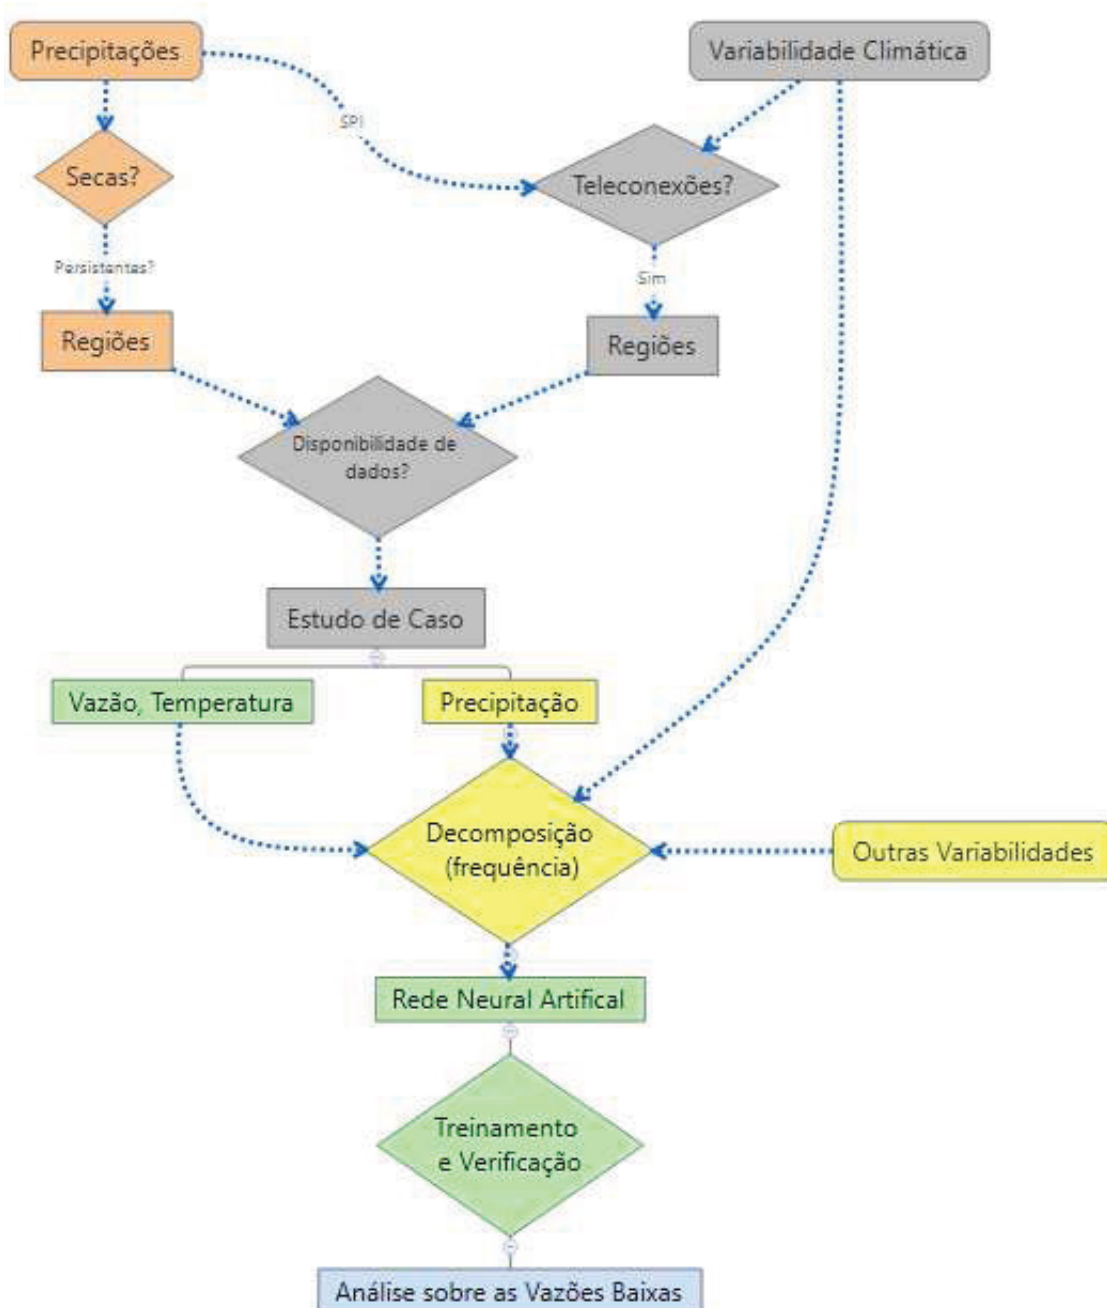 Precipitações
Variabilidade Climática
SPI
Secas?
Teleconexões?
Persistentes?
Sim
Regiões
Regiões
Disponibilidade de
dados?
Estudo de Caso
Vazão, Temperatura
Precipitação
Decomposição
(frequência)
Outras Variabilidades
Rede Neural Artifical
Treinamento
e Verificação
Análise sobre as Vazões Baixas